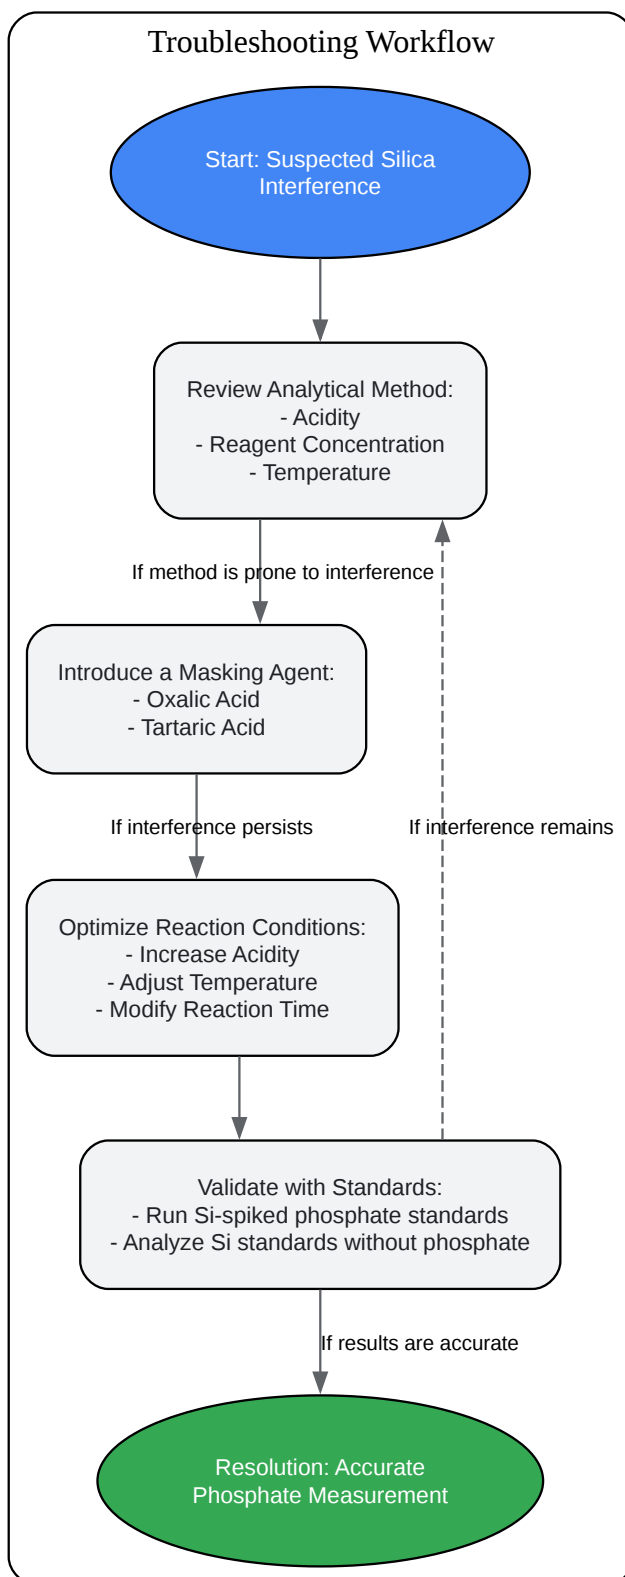 Troubleshooting Workflow
Start: Suspected Silica
Interference
Review Analytical Method:
- Acidity
- Reagent Concentration
- Temperature
If method is prone to interference
Introduce a Masking Agent:
- Oxalic Acid
- Tartaric Acid
If interference persists
If interference remains
Optimize Reaction Conditions:
- Increase Acidity
- Adjust Temperature
- Modify Reaction Time
Validate with Standards:
- Run Si-spiked phosphate standards
- Analyze Si standards without phosphate
If results are accurate
Resolution: Accurate
Phosphate Measurement